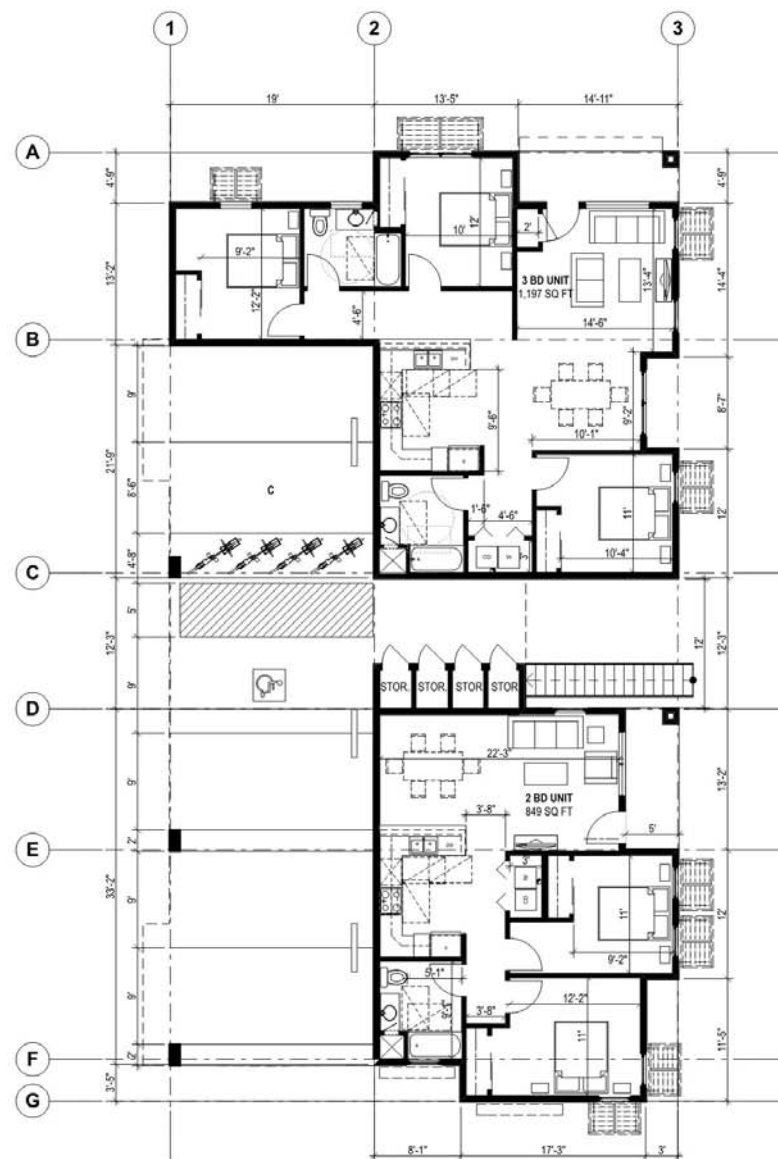 1 2 3
19' 13'-5" 14'-11"
A
4'-9" 4'-9"
9'-2" 12'-2" 10' 12' 2' 13'-4"
3 BD UNIT
1,197 SQ FT
14'-6"
13'-2" 14'-4"
4'-6"
B
9' 9'-6" 9'-2" 8'-7"
10'-1"
21'-9"
8'-6" C 1'-6" 4'-6" 11' 12'
10'-4"
4'-8" 3'
C
5'
12'-3" 12' 12'-3"
9'
STOR. STOR. STOR. STOR.
D
22'-3"
9' 2 BD UNIT 13'-2"
849 SQ FT
3'-8" 5'
2'
E
3'
33'-2" 9' 11' 12'
9'-2"
5'-1"
9' 12'-2"
3'-8" 11" 11'-5"
2'
F
3'-5"
G
8'-1" 17'-3" 3'